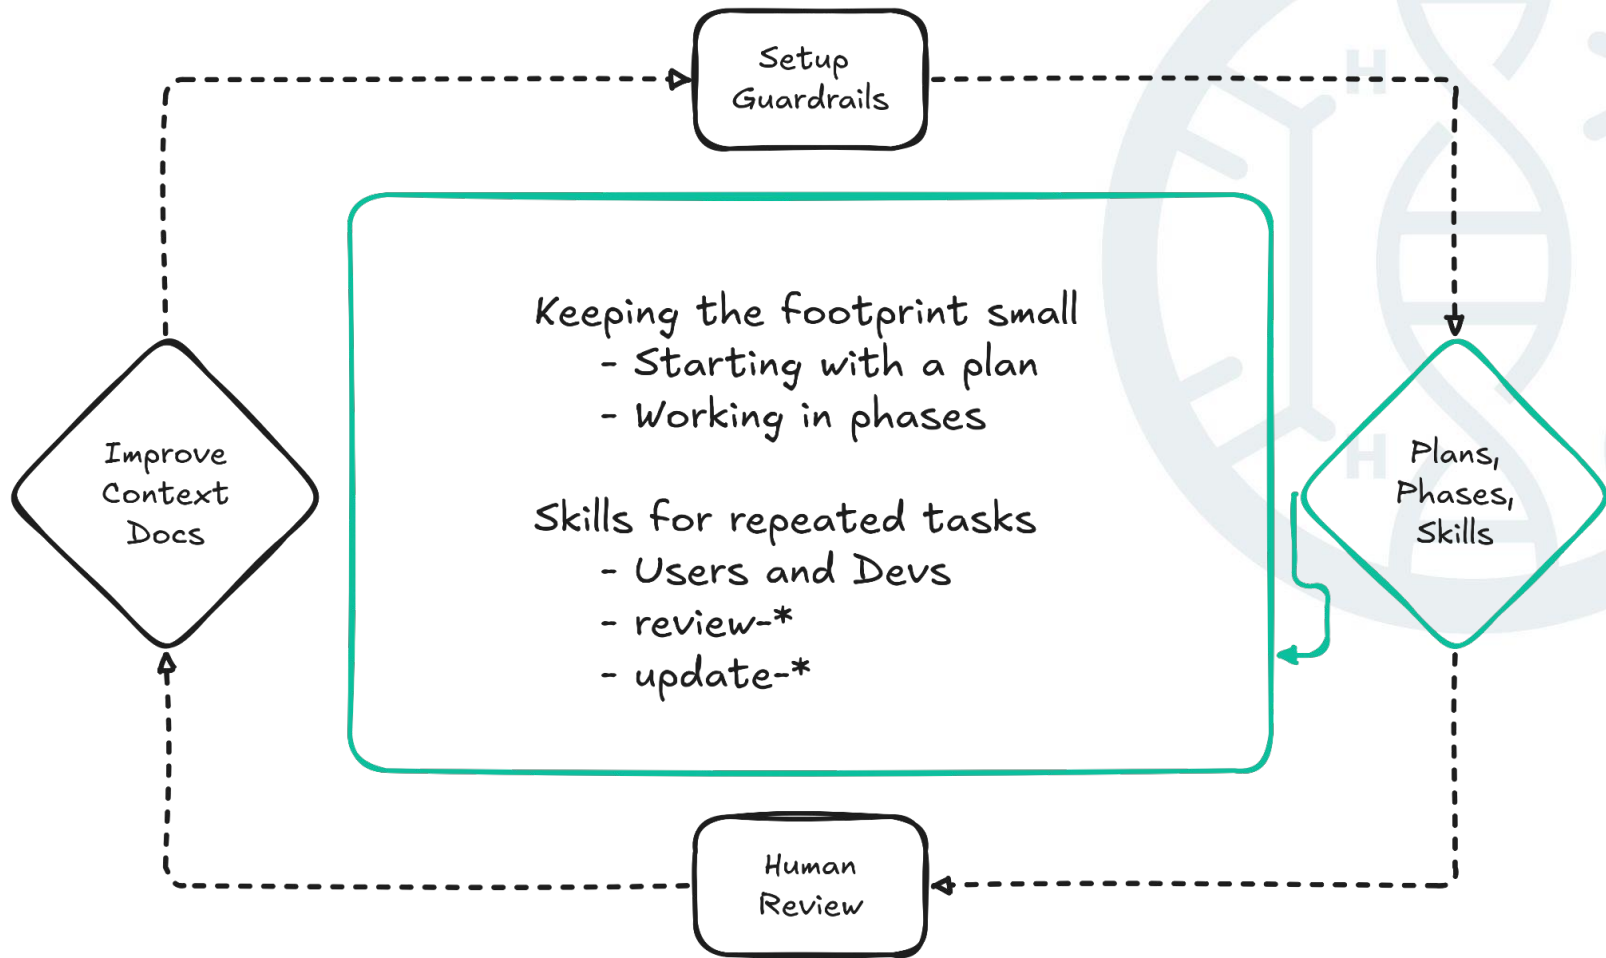 Setup
Guardrails
Keeping the footprint small
- Starting with a plan
- Working in phases
Skills for repeated tasks
- Users and Devs
- review-*
- update-*
Improve
Context
Docs
Plans,
Phases,
Skills
Human
Review
H
H